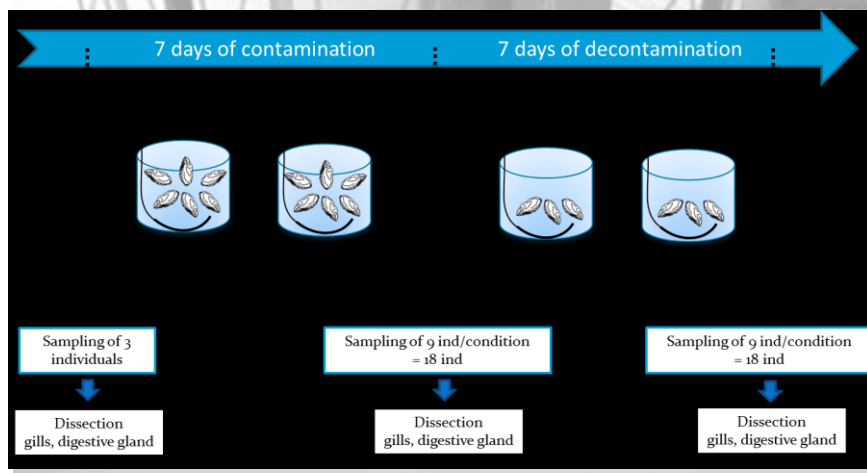 7 days of contamination
7 days of decontamination
Sampling of 3
individuals
Sampling of 9 ind/condition
= 18 ind
Sampling of 9 ind/condition
= 18 ind
Dissection
gills, digestive gland
Dissection
gills, digestive gland
Dissection
gills, digestive gland